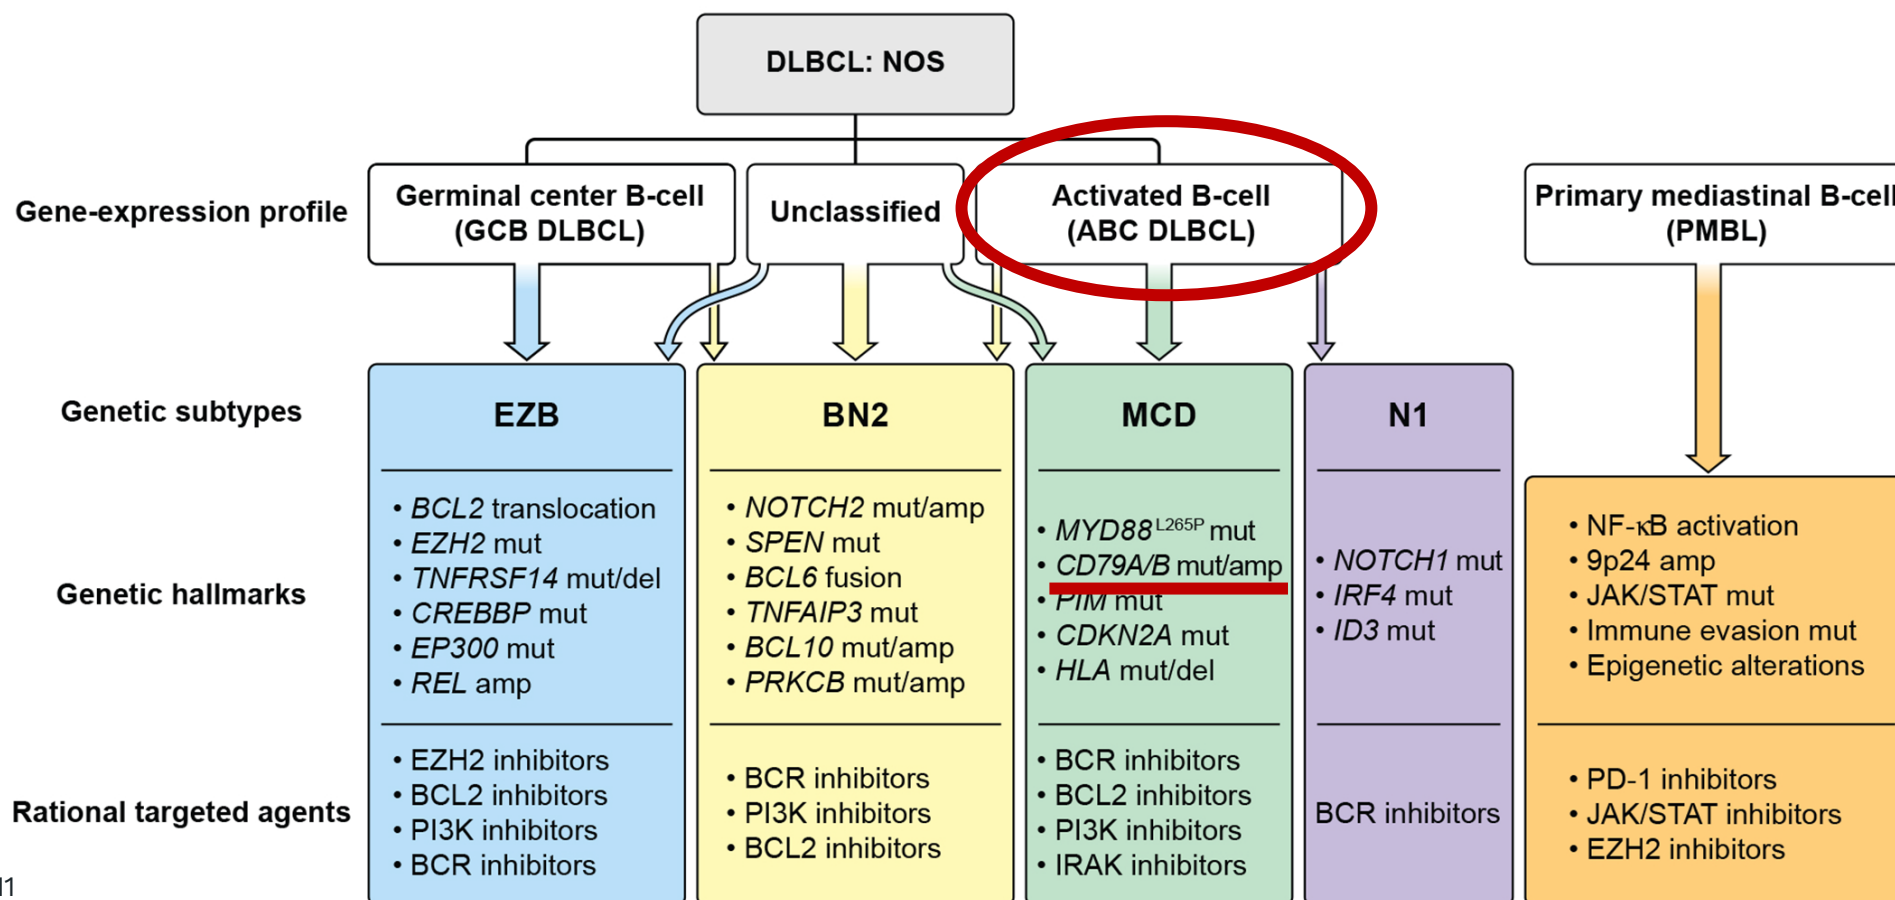 DLBCL: NOS
Gene-expression profile
Germinal center B-cell
(GCB DLBCL)
Unclassified
Activated B-cell
(ABC DLBCL)
Primary mediastinal B-cell
(PMBL)
Genetic subtypes
EZB
BN2
MCD
N1
Genetic hallmarks
• BCL2 translocation
• EZH2 mut
• TNFRSF14 mut/del
• CREBBP mut
• EP300 mut
• REL amp
• NOTCH2 mut/amp
• SPEN mut
• BCL6 fusion
• TNFAIP3 mut
• BCL10 mut/amp
• PRKCB mut/amp
• MYD88L265P mut
• CD79A/B mut/amp
• PIM mut
• CDKN2A mut
• HLA mut/del
• NOTCH1 mut
• IRF4 mut
• ID3 mut
• NF-κB activation
• 9p24 amp
• JAK/STAT mut
• Immune evasion mut
• Epigenetic alterations
Rational targeted agents
• EZH2 inhibitors
• BCL2 inhibitors
• PI3K inhibitors
• BCR inhibitors
• BCR inhibitors
• PI3K inhibitors
• BCL2 inhibitors
• BCR inhibitors
• BCL2 inhibitors
• PI3K inhibitors
• IRAK inhibitors
BCR inhibitors
• PD-1 inhibitors
• JAK/STAT inhibitors
• EZH2 inhibitors